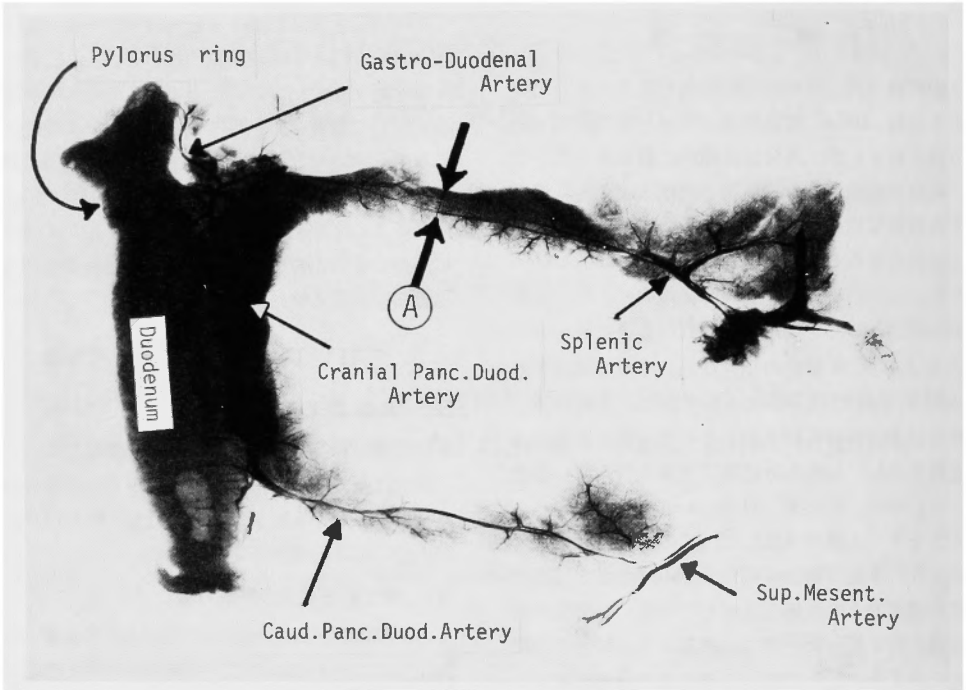 Pylorus ring
Gastro-Duodenal
Artery
A
Splenic
Artery
Cranial Panc.Duod.
Artery
Duodenum
Caud.Panc.Duod.Artery
Sup.Mesent.
Artery